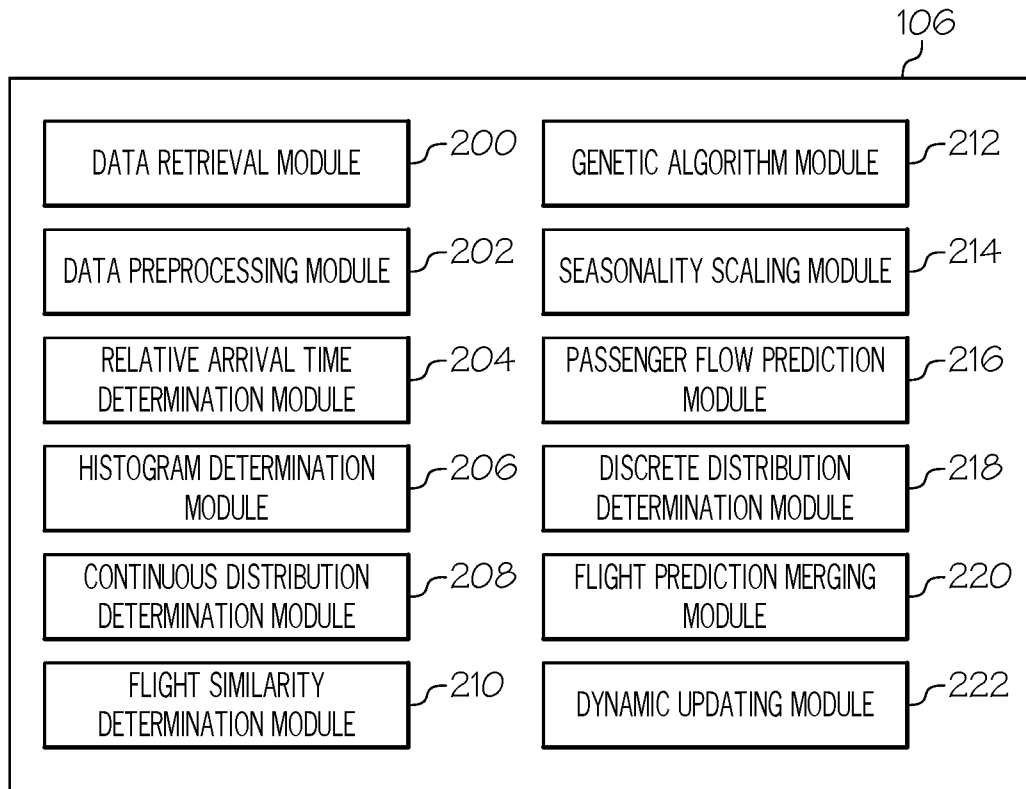 106
DATA RETRIEVAL MODULE
200
DATA PREPROCESSING MODULE
202
RELATIVE ARRIVAL TIME
DETERMINATION MODULE
204
HISTOGRAM DETERMINATION
MODULE
206
CONTINUOUS DISTRIBUTION
DETERMINATION MODULE
208
FLIGHT SIMILARITY
DETERMINATION MODULE
210
GENETIC ALGORITHM MODULE
212
SEASONALITY SCALING MODULE
214
PASSENGER FLOW PREDICTION
MODULE
216
DISCRETE DISTRIBUTION
DETERMINATION MODULE
218
FLIGHT PREDICTION MERGING
MODULE
220
DYNAMIC UPDATING MODULE
222